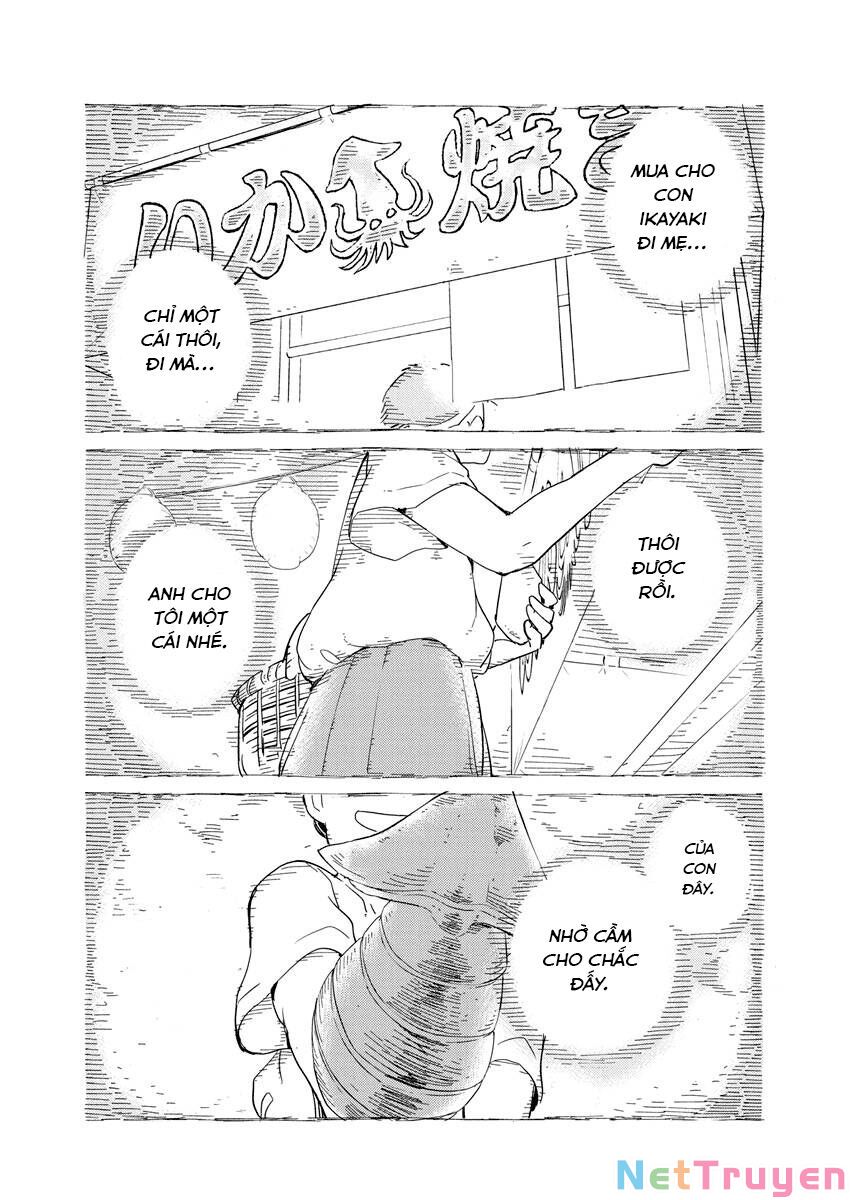 いか焼き
MUA CHO
CON
IKAYAKI
ĐI MẸ...
CHỈ MỘT
CÁI THÔI,
ĐI MÀ...
THÔI
ĐƯỢC
RỒI.
ANH CHO
TÔI MỘT
CÁI NHÉ.
CỦA
CON
ĐÂY.
NHỜ CẦM
CHO CHẮC
ĐẤY.
NetTruyen